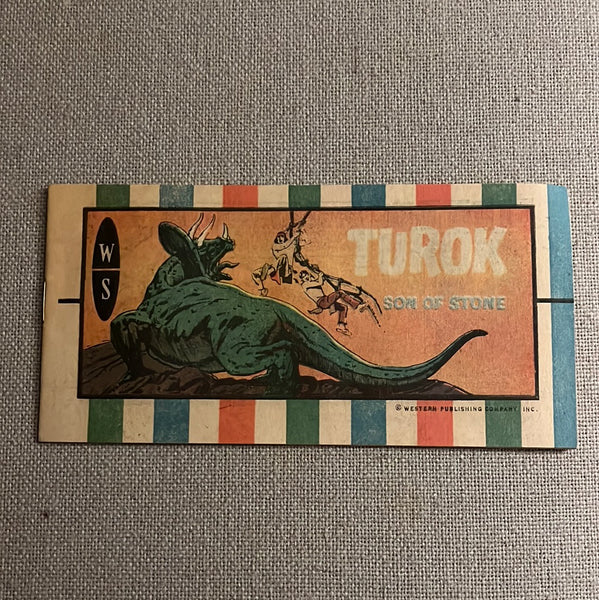 W
S
TUROK
SON OF STONE
© WESTERN PUBLISHING COMPANY, INC.